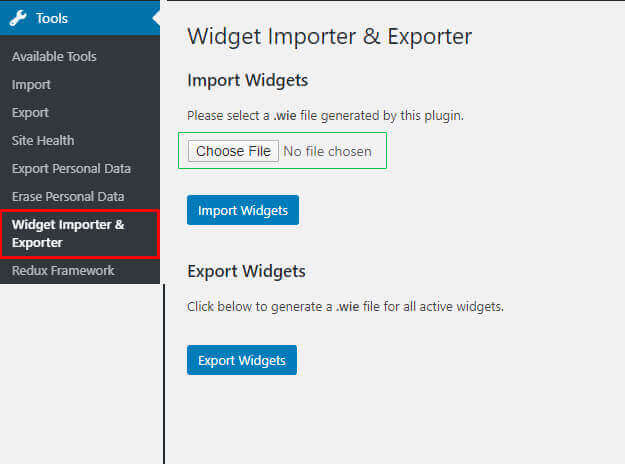 Tools
Available Tools
Import
Export
Site Health
Export Personal Data
Erase Personal Data
Widget Importer &
Exporter
Redux Framework
Widget Importer & Exporter
Import Widgets
Please select a .wie file generated by this plugin.
Choose File No file chosen
Import Widgets
Export Widgets
Click below to generate a .wie file for all active widgets.
Export Widgets